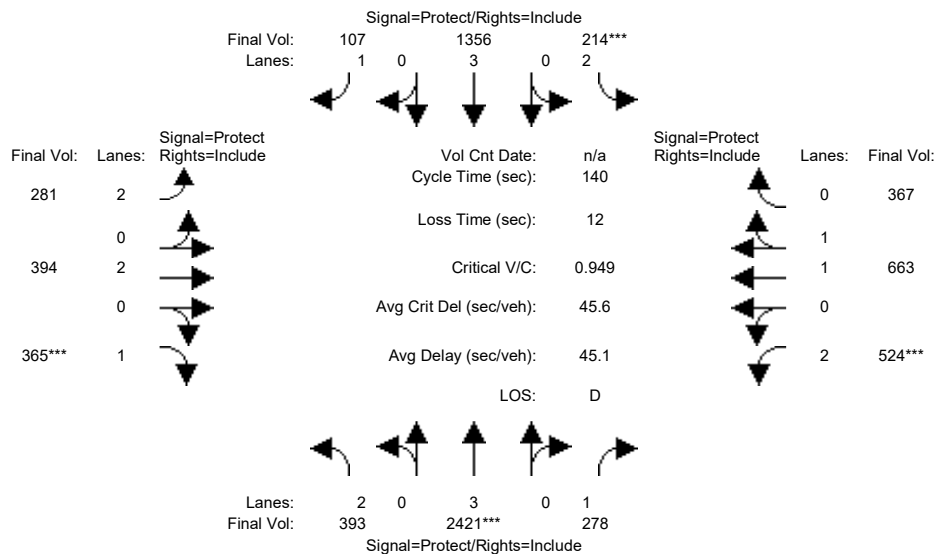 Signal=Protect/Rights=Include
Final Vol: 107 1356 214***
Lanes: 1 0 3 0 2
Signal=Protect Signal=Protect
Final Vol: Lanes: Rights=Include Vol Cnt Date: n/a Rights=Include Lanes: Final Vol:
Cycle Time (sec): 140
281 2 0 367
Loss Time (sec): 12
0 1
394 2 Critical V/C: 0.949 1 663
0 Avg Crit Del (sec/veh): 45.6 0
365*** 1 Avg Delay (sec/veh): 45.1 2 524***
LOS: D
Lanes: 2 0 3 0 1
Final Vol: 393 2421*** 278
Signal=Protect/Rights=Include